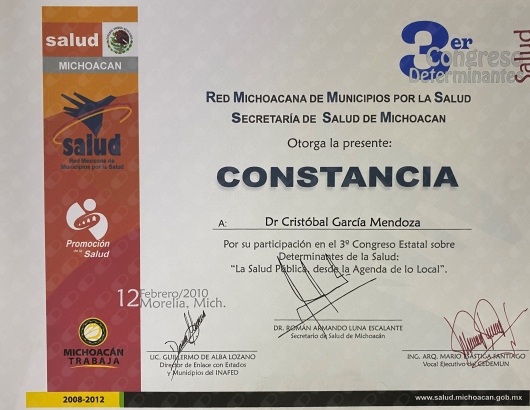 salud
MICHOACAN
salud
Red Mexicana de
Municipios por la Salud
Promoción
de la
Salud
MICHOACÁN
TRABAJA
2008-2012
3er
Congreso
Determinantes
Salud
RED MICHOACANA DE MUNICIPIOS POR LA SALUD
SECRETARÍA DE SALUD DE MICHOACAN
Otorga la presente:
CONSTANCIA
A: Dr Cristóbal García Mendoza
Por su participación en el 3º Congreso Estatal sobre
Determinantes de la Salud:
“La Salud Pública, desde la Agenda de lo Local”.
12 Febrero/2010
Morelia, Mich.
DR. ROMÁN ARMANDO LUNA ESCALANTE
Secretario de Salud de Michoacán
LIC. GUILLERMO DE ALBA LOZANO
Director de Enlace con Estados
y Municipios del INAFED
ING. ARQ. MARIO SANTIAGO
Vocal Ejecutivo de CEDEMUN
www.salud.michoacan.gob.mx